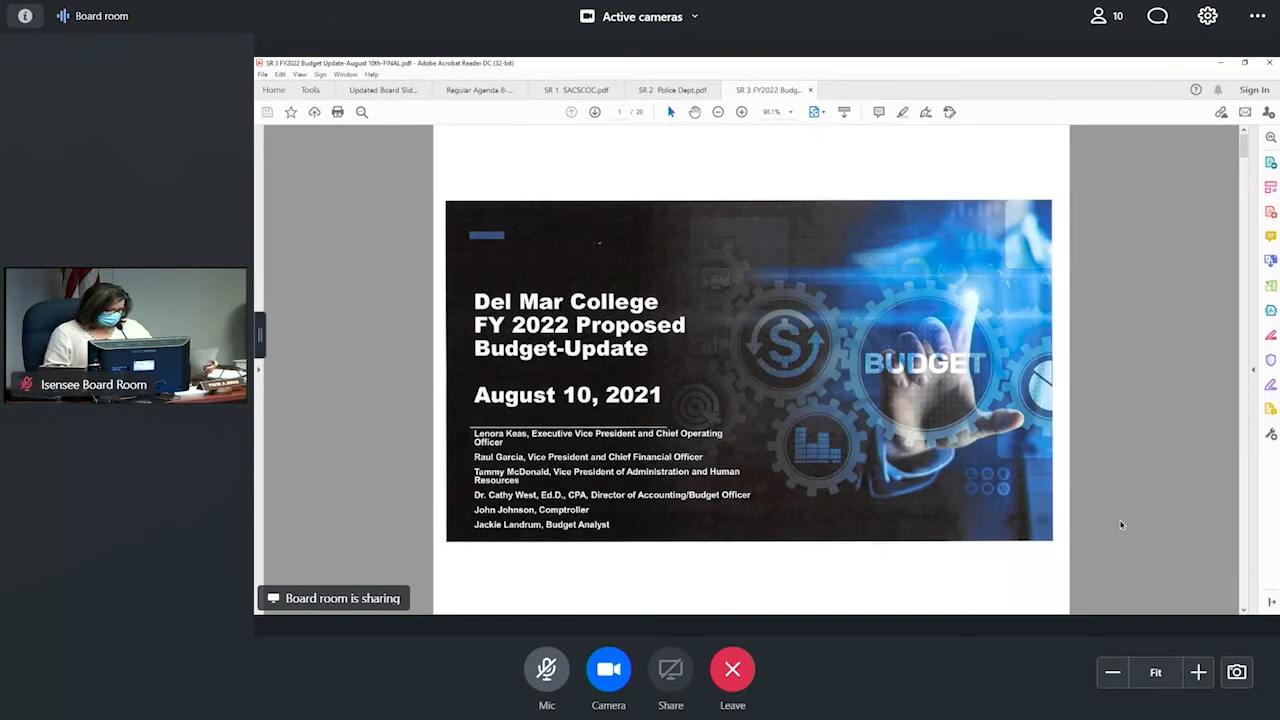 Board room
Active cameras
10
SR 3 FY2022 Budget Update-August 10th-FINAL.pdf - Adobe Acrobat Reader DC (32-bit)
File Edit View Sign Window Help
Home Tools Updated Board Slid... Regular Agenda 8-... SR 1 SACSCOC.pdf SR 2 Police Dept.pdf SR 3 FY2022 Budg... × Sign In
1 / 20 98.1%
Del Mar College
FY 2022 Proposed
Budget-Update
August 10, 2021
BUDGET
Lenora Keas, Executive Vice President and Chief Operating
Officer
Raul Garcia, Vice President and Chief Financial Officer
Tammy McDonald, Vice President of Administration and Human
Resources
Dr. Cathy West, Ed.D., CPA, Director of Accounting/Budget Officer
John Johnson, Comptroller
Jackie Landrum, Budget Analyst
Isensee Board Room
Board room is sharing
Mic Camera Share Leave
Fit